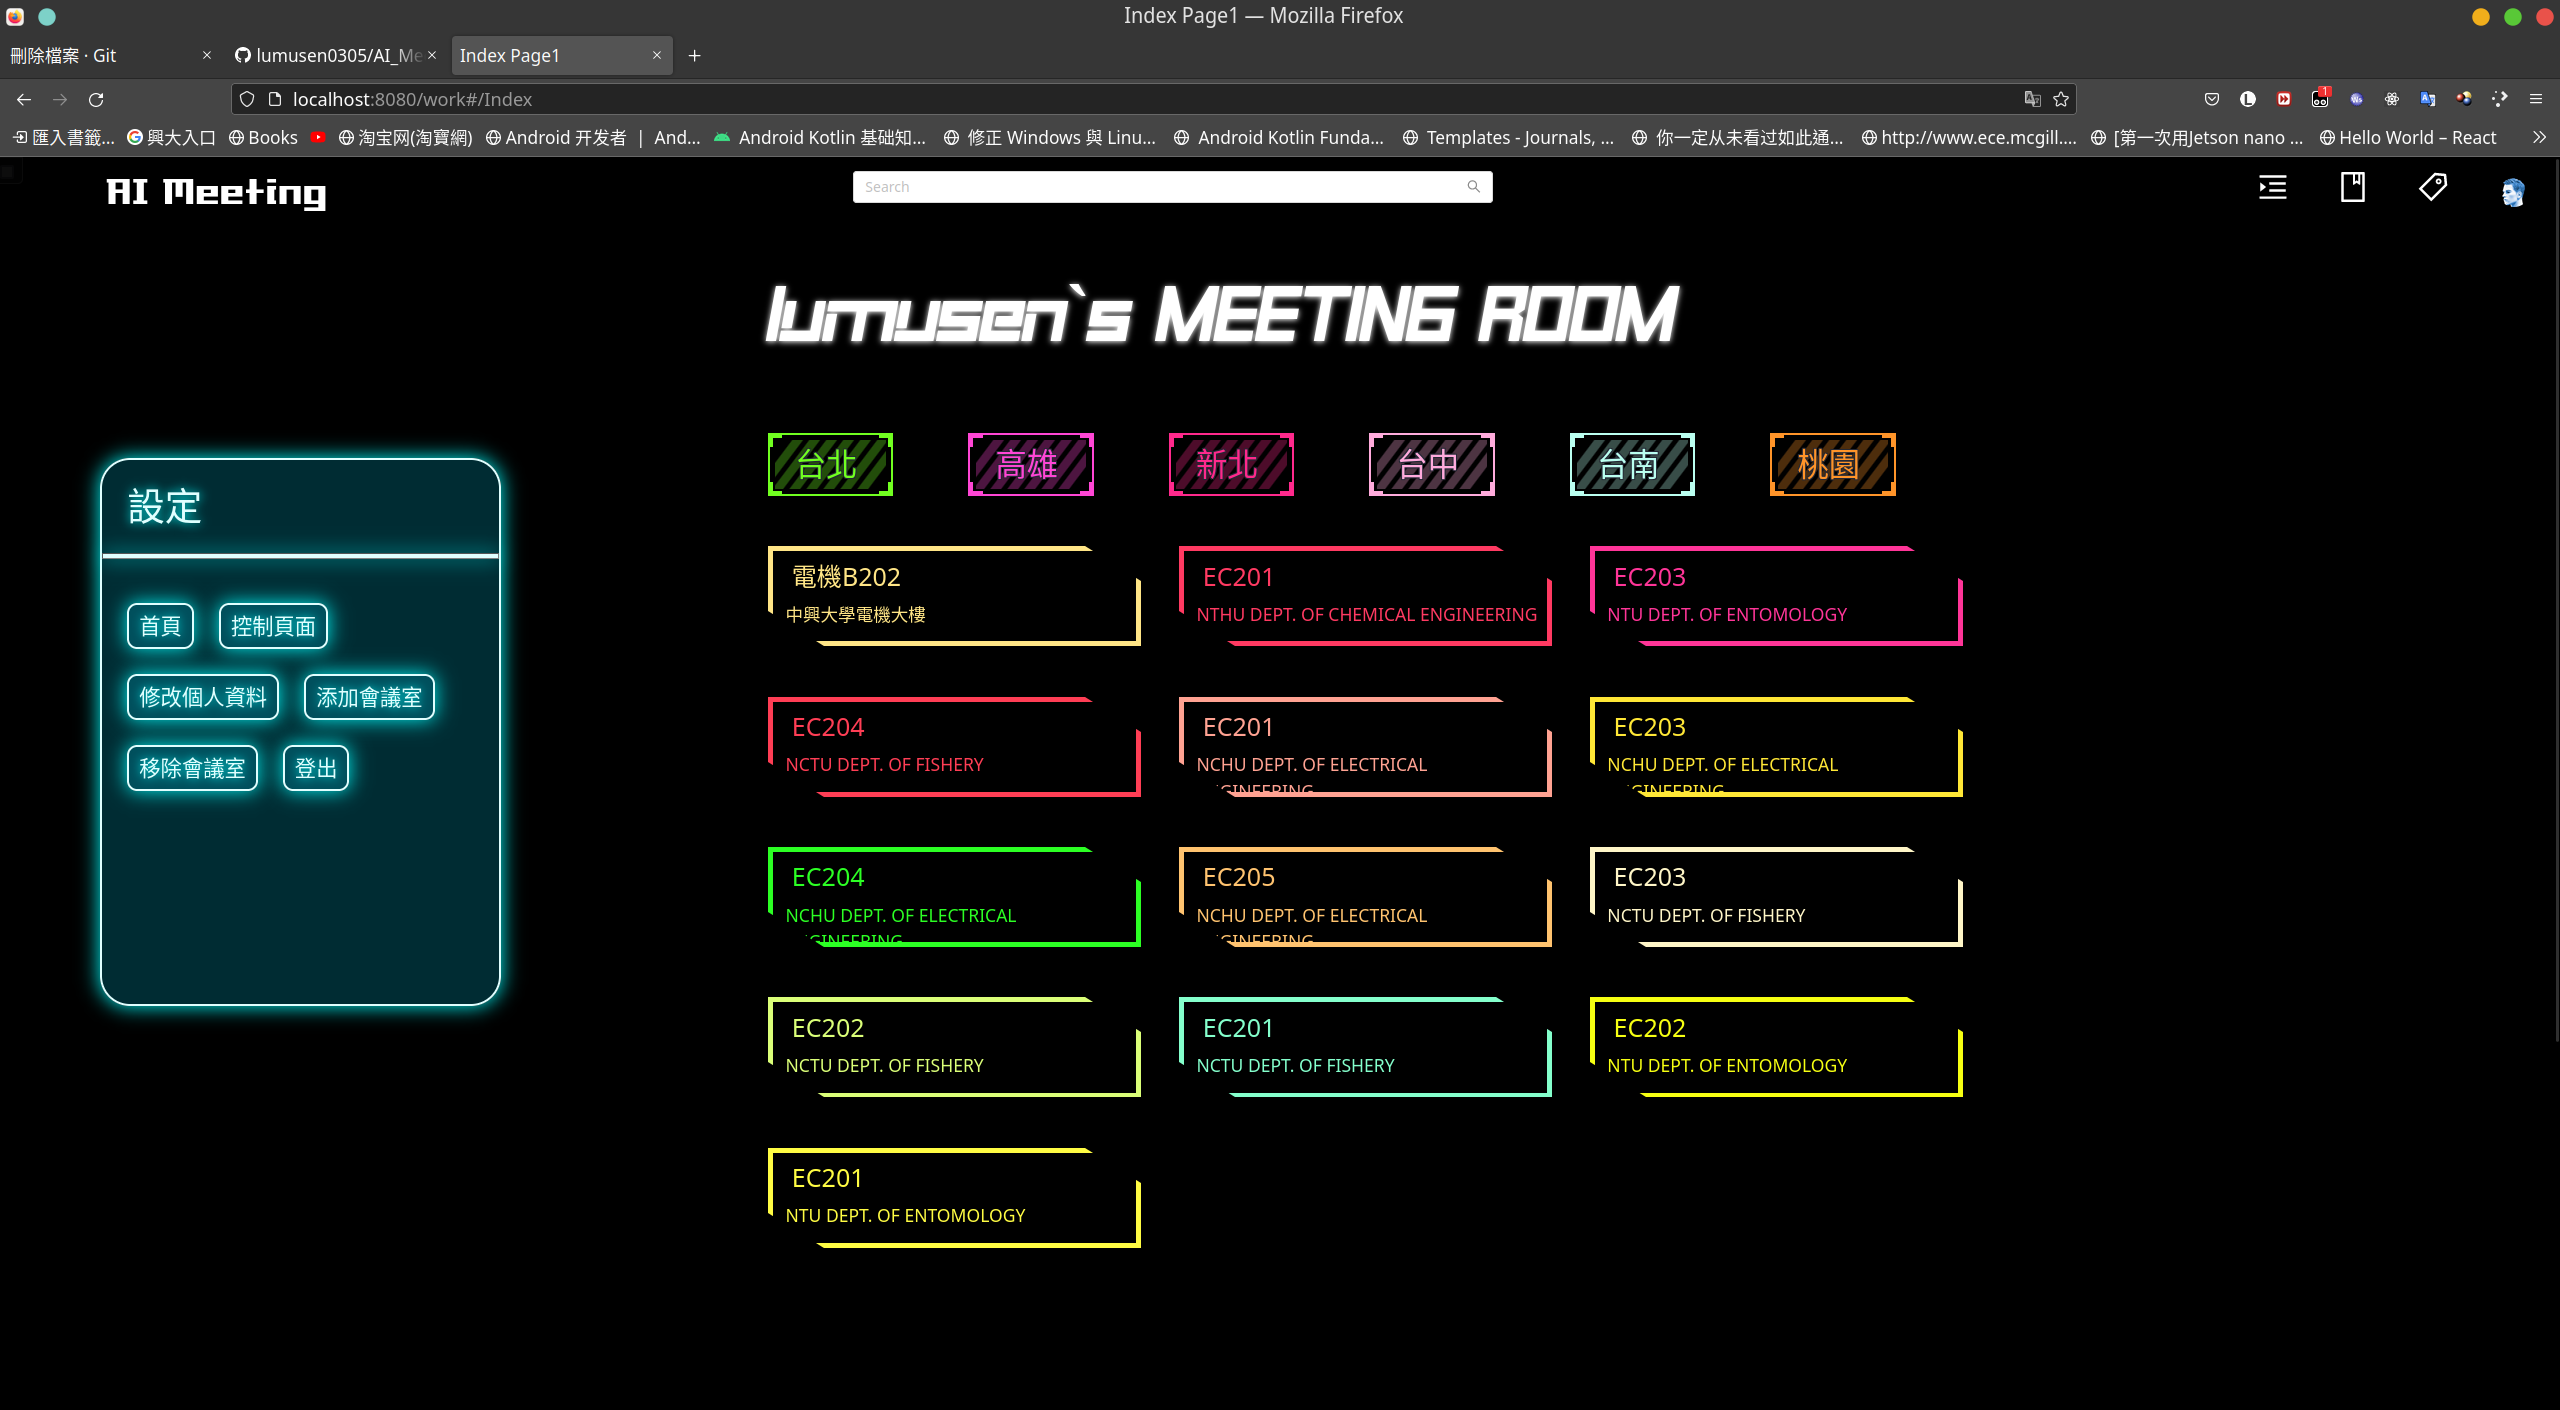 Index Page1 — Mozilla Firefox
刪除檔案 · Git
lumusen0305/AI_Me
Index Page1
localhost:8080/work#/Index
匯入書籤… 興大入口 Books 淘宝网(淘寶網) Android 开发者 | And… Android Kotlin 基础知… 修正 Windows 與 Linu… Android Kotlin Funda… Templates - Journals, … 你一定从未看过如此通… http://www.ece.mcgill.… [第一次用Jetson nano … Hello World – React
AI Meeting
Search
lumusen`s MEETING ROOM
設定
首頁 控制頁面
修改個人資料 添加會議室
移除會議室 登出
台北 高雄 新北 台中 台南 桃園
電機B202
中興大學電機大樓
EC201
NTHU DEPT. OF CHEMICAL ENGINEERING
EC203
NTU DEPT. OF ENTOMOLOGY
EC204
NCTU DEPT. OF FISHERY
EC201
NCHU DEPT. OF ELECTRICAL
GINEERING
EC203
NCHU DEPT. OF ELECTRICAL
GINEERING
EC204
NCHU DEPT. OF ELECTRICAL
GINEERING
EC205
NCHU DEPT. OF ELECTRICAL
GINEERING
EC203
NCTU DEPT. OF FISHERY
EC202
NCTU DEPT. OF FISHERY
EC201
NCTU DEPT. OF FISHERY
EC202
NTU DEPT. OF ENTOMOLOGY
EC201
NTU DEPT. OF ENTOMOLOGY